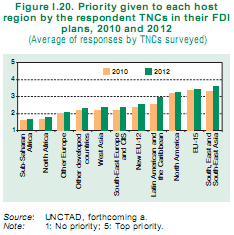 Figure I.20. Priority given to each host
region by the respondent TNCs in their FDI
plans, 2010 and 2012
(Average of responses by TNCs surveyed)
5
4
3
2
1
2010
2012
Sub-Saharan
Africa
North Africa
Other Europe
Other developed
countries
West Asia
South-East Europe
and CIS
New EU-12
Latin American and
the Caribbean
North America
EU-15
South, East and
South-East Asia
Source: UNCTAD, forthcoming a.
Note: 1: No priority; 5: Top priority.